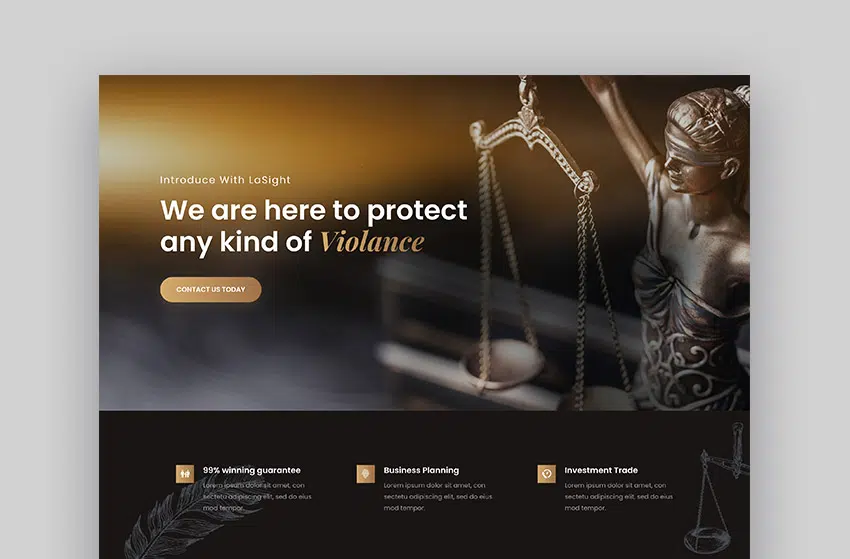 Introduce With LaSight
We are here to protect
any kind of Violance
CONTACT US TODAY
99% winning guarantee
Lorem ipsum dolor sit amet, con
sectetu adipiscing elit, sed do eius
mod tempor.
Business Planning
Lorem ipsum dolor sit amet, con
sectetu adipiscing elit, sed do eius
mod tempor.
Investment Trade
Lorem ipsum dolor sit amet, con
sectetu adipiscing elit, sed do eius
mod tempor.